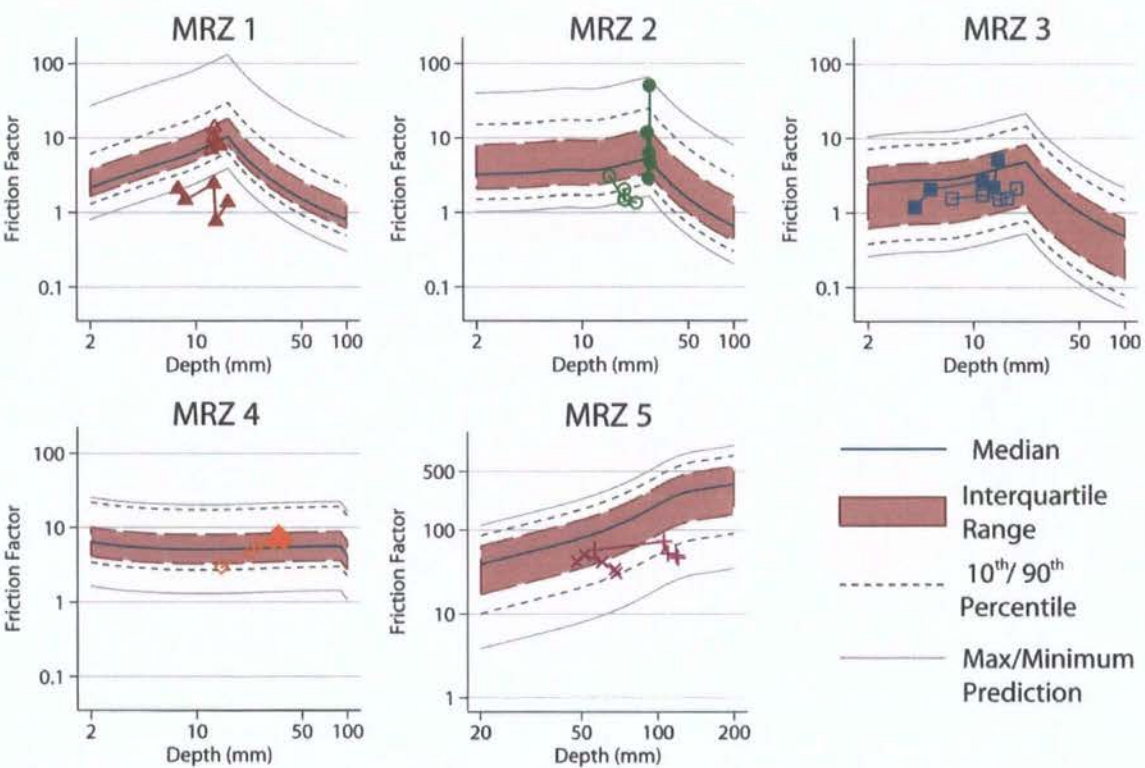 MRZ 1
Friction Factor
100
10
1
0.1
2
10
50
100
Depth (mm)
MRZ 2
Friction Factor
100
10
1
0.1
2
10
50
100
Depth (mm)
MRZ 3
Friction Factor
100
10
1
0.1
2
10
50
100
Depth (mm)
MRZ 4
Friction Factor
100
10
1
0.1
2
10
50
100
Depth (mm)
MRZ 5
Friction Factor
500
100
10
1
20
50
100
200
Depth (mm)
Median
Interquartile
Range
10th/ 90th
Percentile
Max/Minimum
Prediction